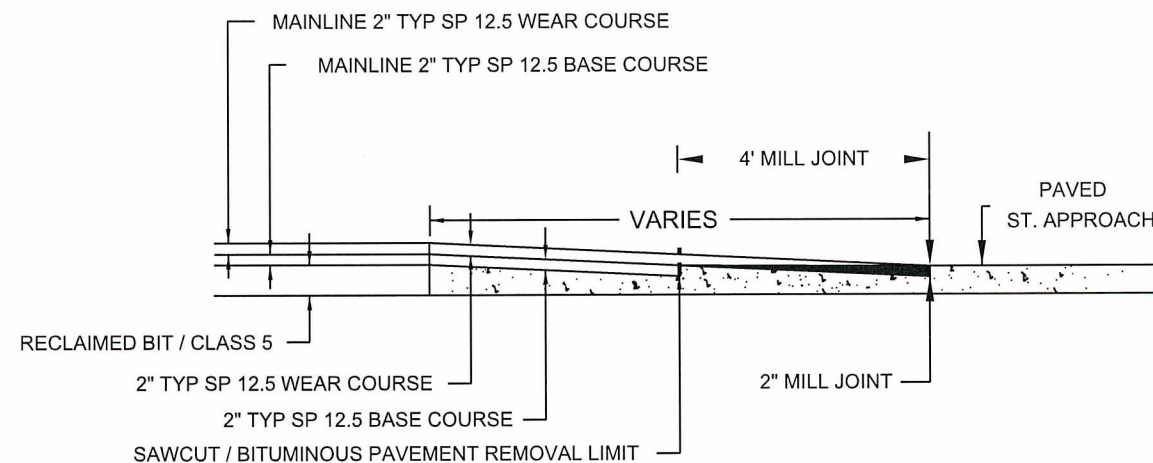 MAINLINE 2" TYP SP 12.5 WEAR COURSE
MAINLINE 2" TYP SP 12.5 BASE COURSE
4' MILL JOINT
PAVED
ST. APPROACH
VARIES
RECLAIMED BIT / CLASS 5
2" TYP SP 12.5 WEAR COURSE
2" MILL JOINT
2" TYP SP 12.5 BASE COURSE
SAWCUT / BITUMINOUS PAVEMENT REMOVAL LIMIT